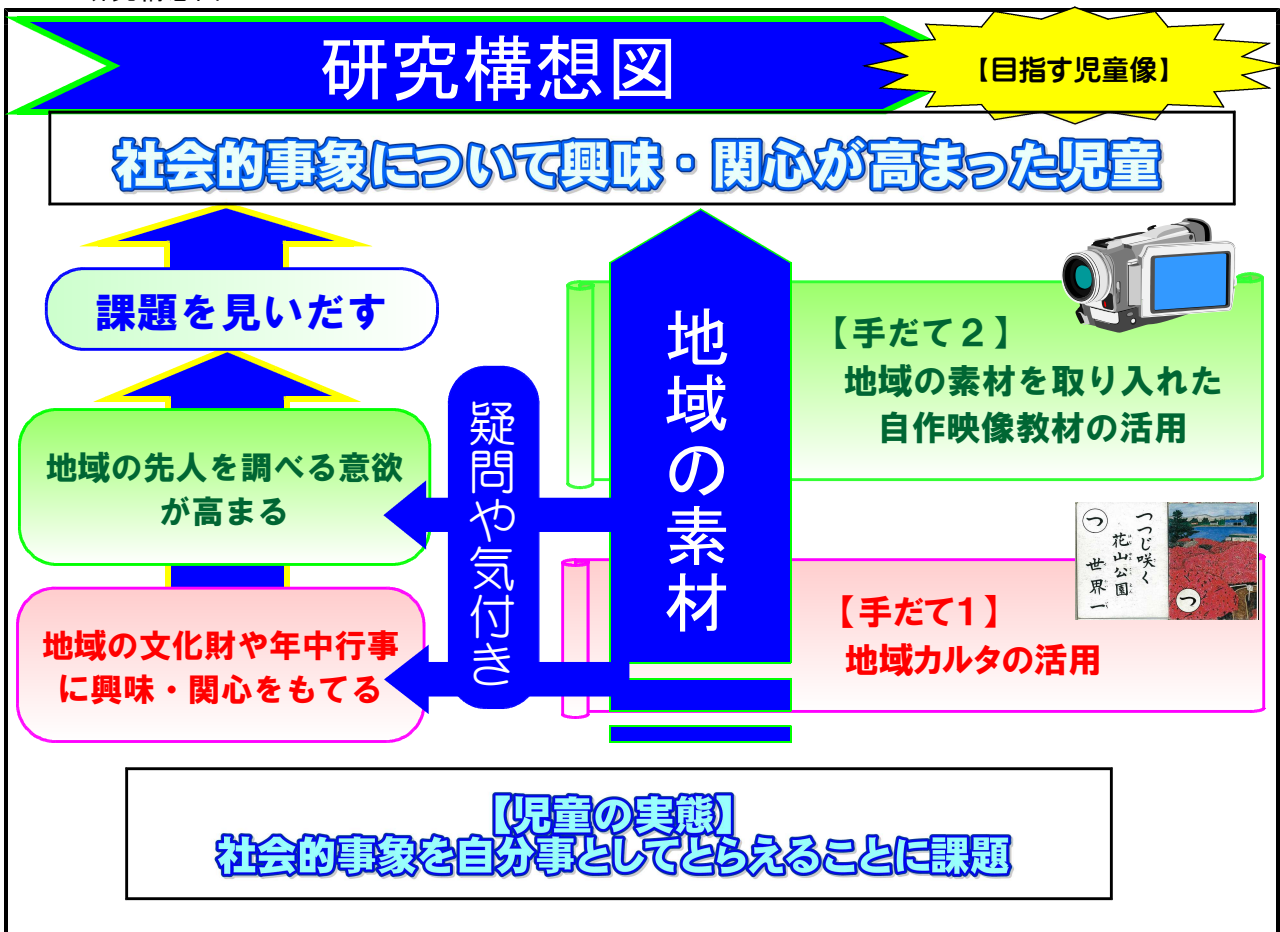 研究構想図
【目指す児童像】
社会的事象について興味・関心が高まった児童
課題を見いだす
地域の先人を調べる意欲
が高まる
地域の文化財や年中行事
に興味・関心をもてる
疑問や気付き
地域の素材
【手だて２】
地域の素材を取り入れた
自作映像教材の活用
つ
つつじ咲く
花山公園
世界一
つ
【手だて１】
地域カルタの活用
【児童の実態】
社会的事象を自分事としてとらえることに課題